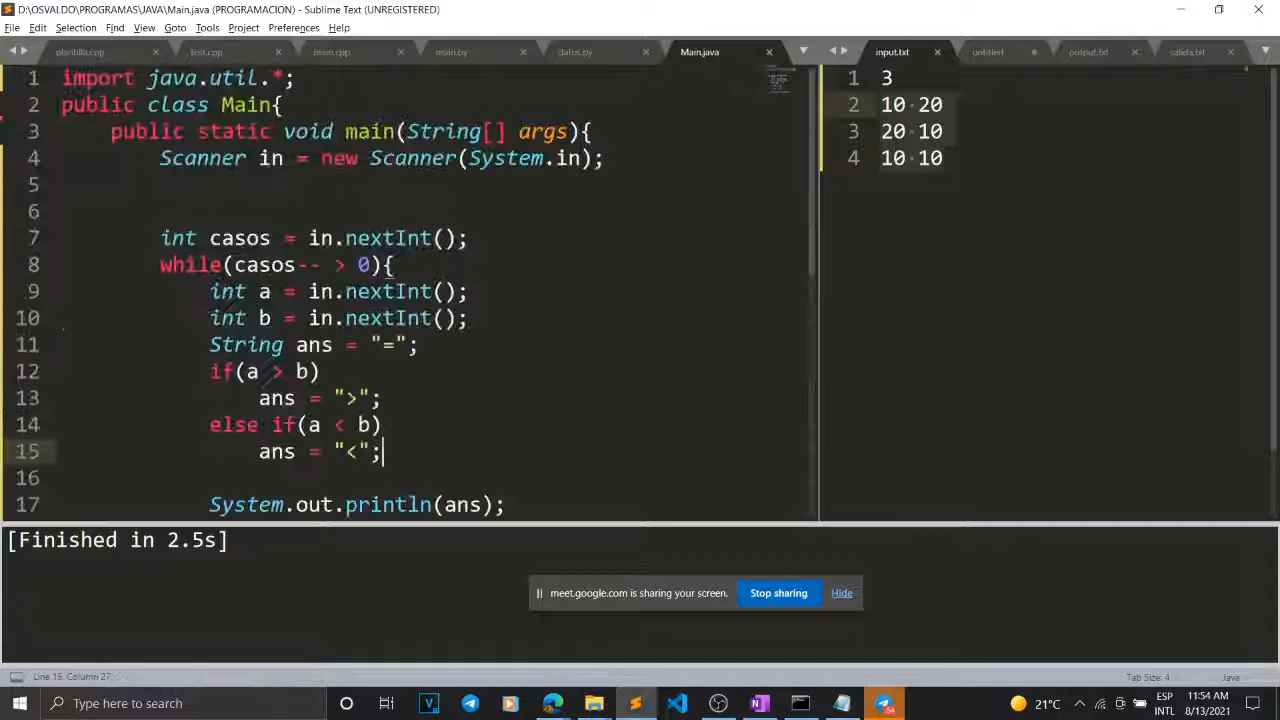 D:\OSVALDO\PROGRAMAS\JAVA\Main.java (PROGRAMACION) - Sublime Text (UNREGISTERED)
File Edit Selection Find View Goto Tools Project Preferences Help
plantilla.cpp × test.cpp × main.cpp × main.py × datos.py × Main.java × input.txt × untitled output.txt × salida.txt ×
1 import java.util.*;
2 public class Main{
3 public static void main(String[] args){
4 Scanner in = new Scanner(System.in);
5
6
7 int casos = in.nextInt();
8 while(casos-- > 0){
9 int a = in.nextInt();
10 int b = in.nextInt();
11 String ans = "=";
12 if(a > b)
13 ans = ">";
14 else if(a < b)
15 ans = "<";
16
17 System.out.println(ans);
1 3
2 10 20
3 20 10
4 10 10
[Finished in 2.5s]
meet.google.com is sharing your screen. Stop sharing Hide
Line 15, Column 27 Tab Size: 4 Java
Type here to search 21°C ESP INTL 11:54 AM 8/13/2021